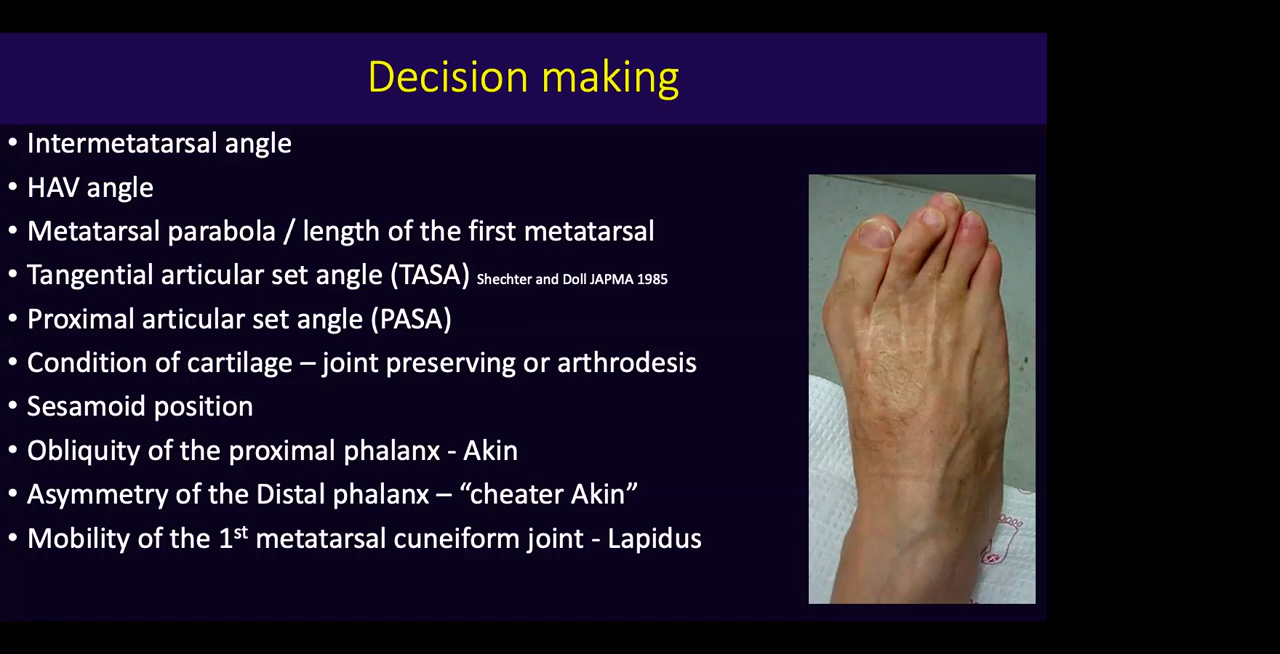 Decision making
• Intermetatarsal angle
• HAV angle
• Metatarsal parabola / length of the first metatarsal
• Tangential articular set angle (TASA) Shechter and Doll JAPMA 1985
• Proximal articular set angle (PASA)
• Condition of cartilage – joint preserving or arthrodesis
• Sesamoid position
• Obliquity of the proximal phalanx - Akin
• Asymmetry of the Distal phalanx – “cheater Akin”
• Mobility of the 1st metatarsal cuneiform joint - Lapidus